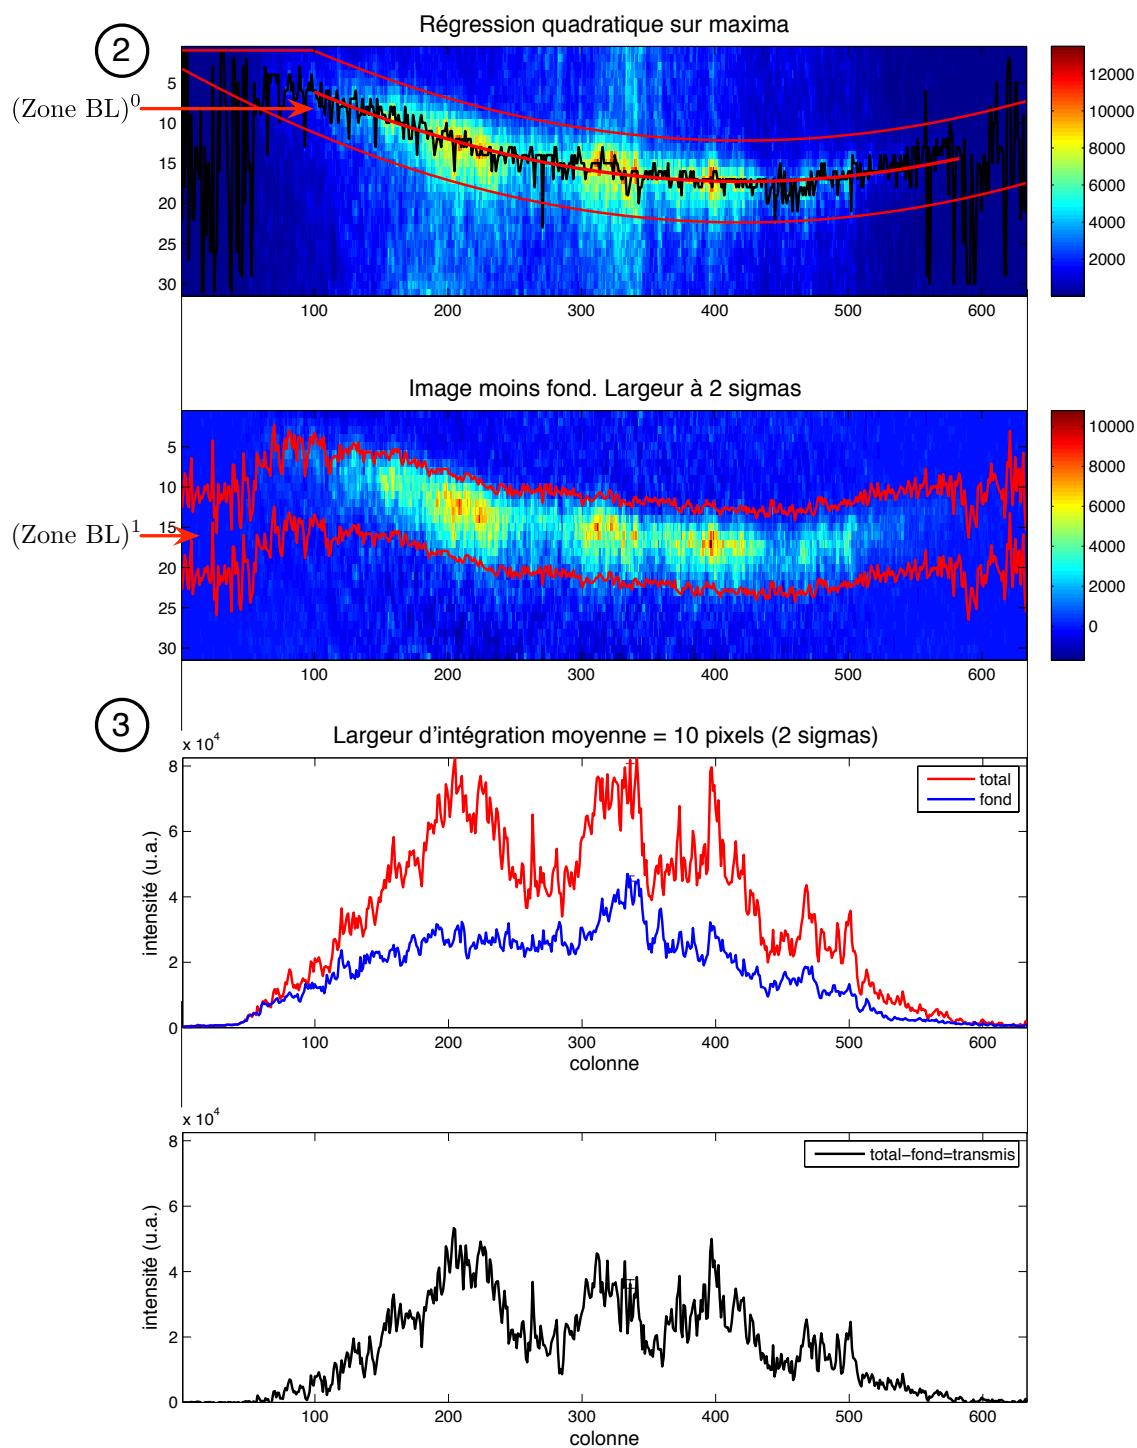 2
Régression quadratique sur maxima
(Zone BL)^0
5
10
15
20
25
30
100 200 300 400 500 600
12000
10000
8000
6000
4000
2000
Image moins fond. Largeur à 2 sigmas
(Zone BL)^1
5
10
15
20
25
30
100 200 300 400 500 600
10000
8000
6000
4000
2000
0
3
x 10^4
Largeur d'intégration moyenne = 10 pixels (2 sigmas)
total
fond
intensité (u.a.)
8
6
4
2
0
100 200 300 400 500 600
colonne
x 10^4
total−fond=transmis
intensité (u.a.)
8
6
4
2
0
100 200 300 400 500 600
colonne